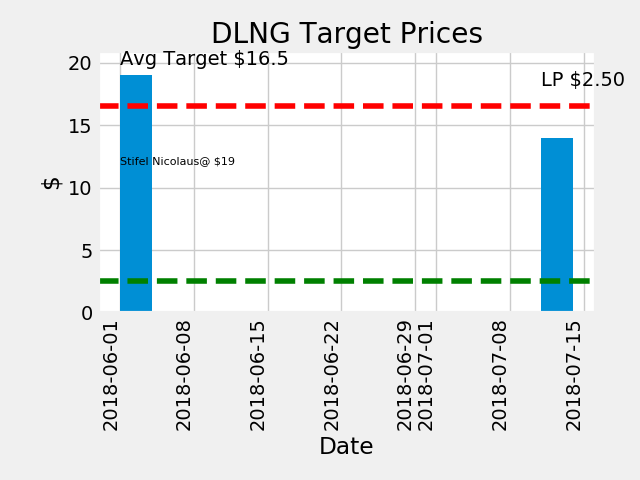 DLNG Target Prices
Avg Target $16.5
LP $2.50
Stifel Nicolaus@ $19
$
20
15
10
5
0
2018-06-01
2018-06-08
2018-06-15
2018-06-22
2018-06-29
2018-07-01
2018-07-08
2018-07-15
Date